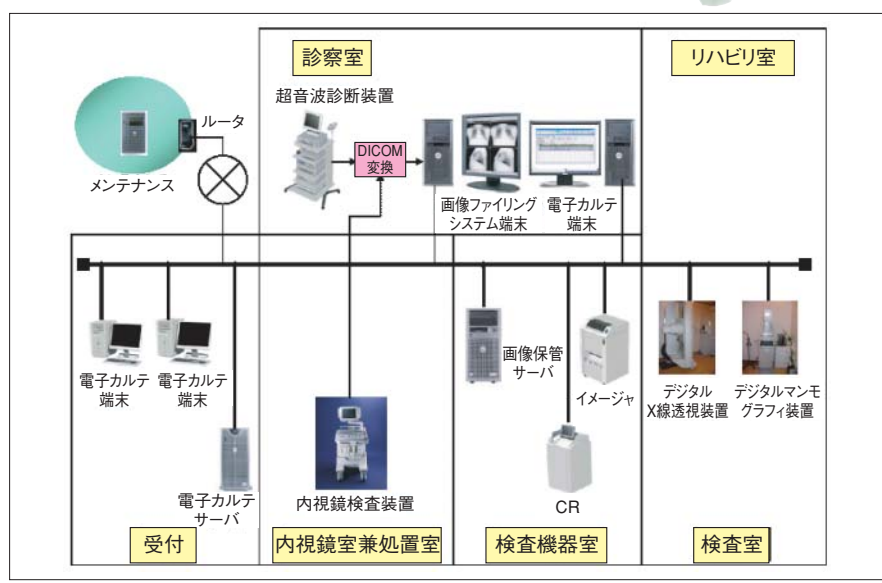 診察室
リハビリ室
超音波診断装置
ルータ
DICOM
変換
メンテナンス
画像ファイリング
システム端末
電子カルテ
端末
電子カルテ
端末
電子カルテ
端末
画像保管
サーバ
イメージャ
デジタル
X線透視装置
デジタルマンモ
グラフィ装置
電子カルテ
サーバ
内視鏡検査装置
CR
受付
内視鏡室兼処置室
検査機器室
検査室